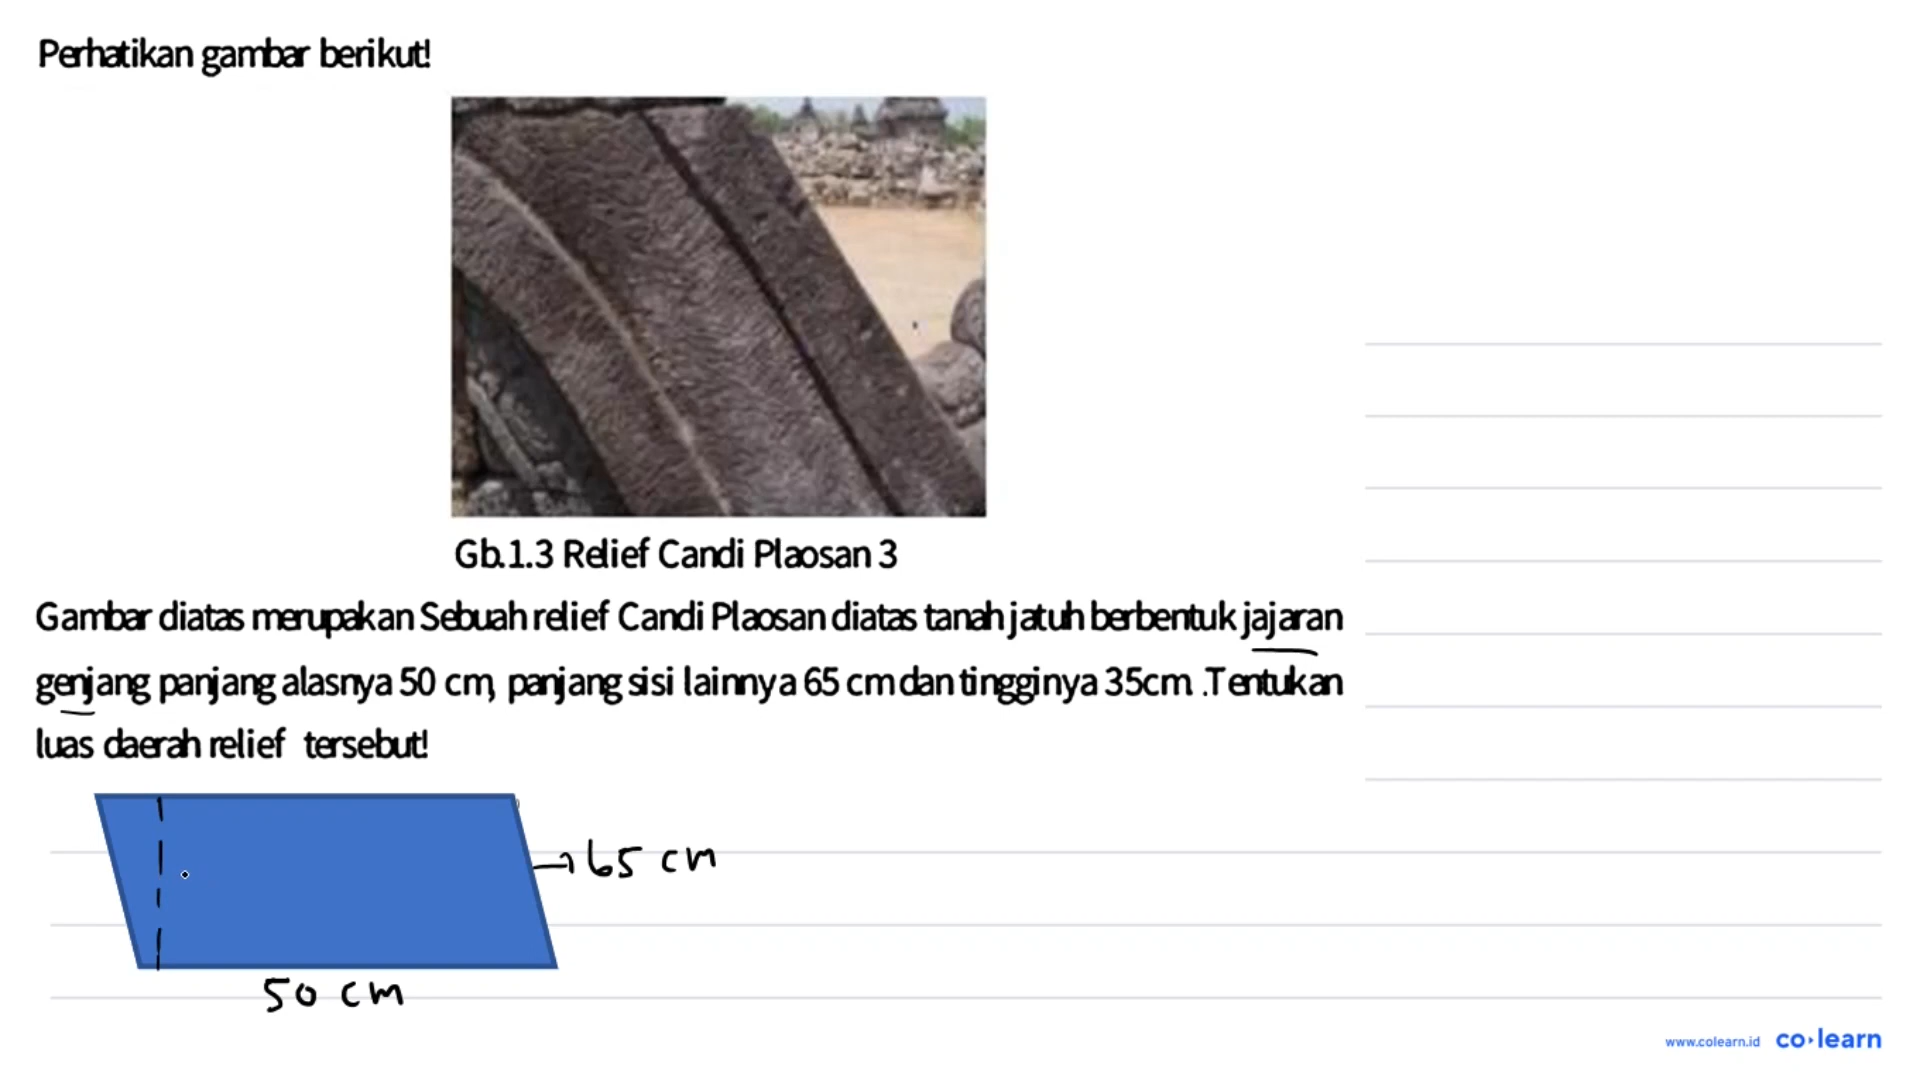 Perhatikan gambar berikut!
Gb.1.3 Relief Candi Plaosan 3
Gambar diatas merupakan Sebuah relief Candi Plaosan diatas tanah jatuh berbentuk jajaran
genjang panjang alasnya 50 cm, panjang sisi lainnya 65 cm dan tingginya 35cm. .Tentukan
luas daerah relief tersebut!
→ 65 cm
50 cm
www.colearn.id co▸learn